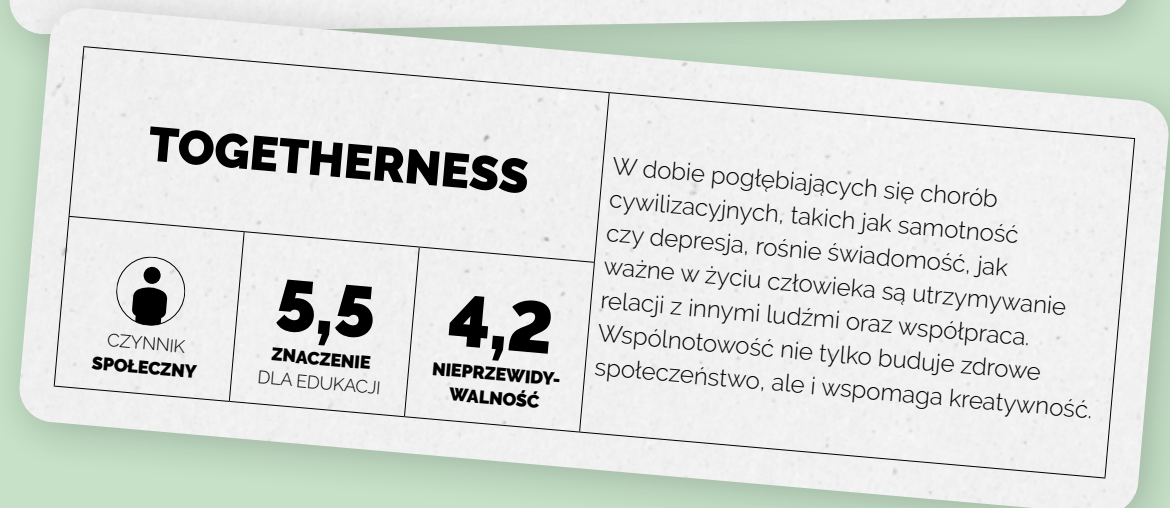 TOGETHERNESS
CZYNNIK
SPOŁECZNY
5,5
ZNACZENIE
DLA EDUKACJI
4,2
NIEPRZEWIDY-
WALNOŚĆ
W dobie pogłębiających się chorób
cywilizacyjnych, takich jak samotność
czy depresja, rośnie świadomość, jak
ważne w życiu człowieka są utrzymywanie
relacji z innymi ludźmi oraz współpraca.
Wspólnotowość nie tylko buduje zdrowe
społeczeństwo, ale i wspomaga kreatywność.